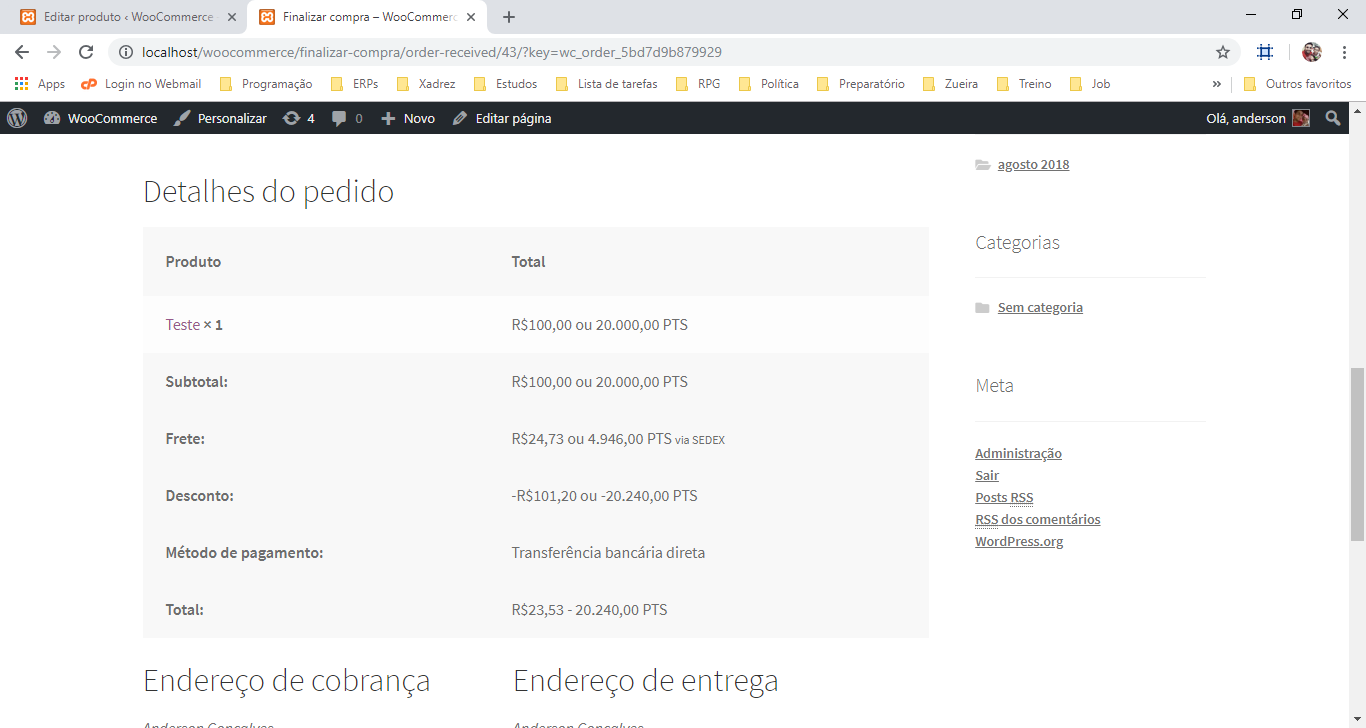 Editar produto ‹ WooCommerce
Finalizar compra – WooCommerc
localhost/woocommerce/finalizar-compra/order-received/43/?key=wc_order_5bd7d9b879929
Apps Login no Webmail Programação ERPs Xadrez Estudos Lista de tarefas RPG Política Preparatório Zueira Treino Job » Outros favoritos
WooCommerce Personalizar 4 0 Novo Editar página Olá, anderson
Detalhes do pedido
Produto Total
Teste × 1 R$100,00 ou 20.000,00 PTS
Subtotal: R$100,00 ou 20.000,00 PTS
Frete: R$24,73 ou 4.946,00 PTS via SEDEX
Desconto: -R$101,20 ou -20.240,00 PTS
Método de pagamento: Transferência bancária direta
Total: R$23,53 - 20.240,00 PTS
Endereço de cobrança Endereço de entrega
Anderson Gonçalves Anderson Gonçalves
agosto 2018
Categorias
Sem categoria
Meta
Administração
Sair
Posts RSS
RSS dos comentários
WordPress.org